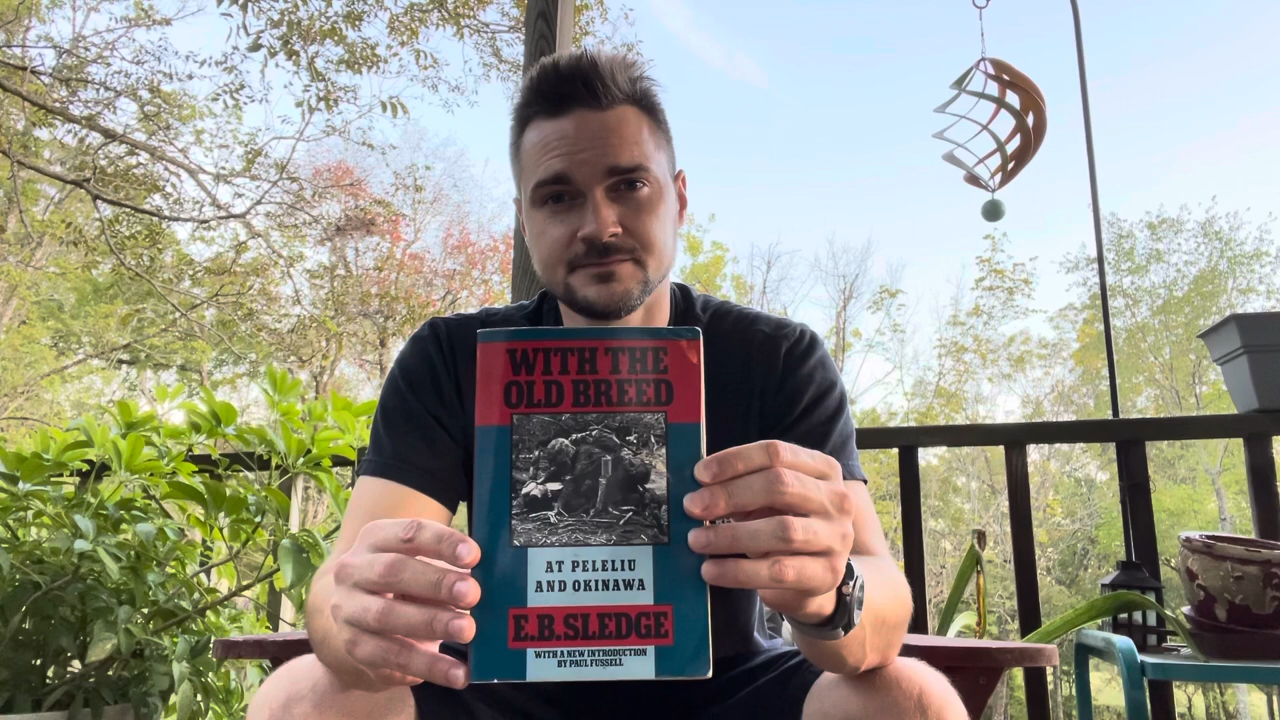 WITH THE
OLD BREED
AT PELELIU
AND OKINAWA
E.B.SLEDGE
WITH A NEW INTRODUCTION
BY PAUL FUSSELL